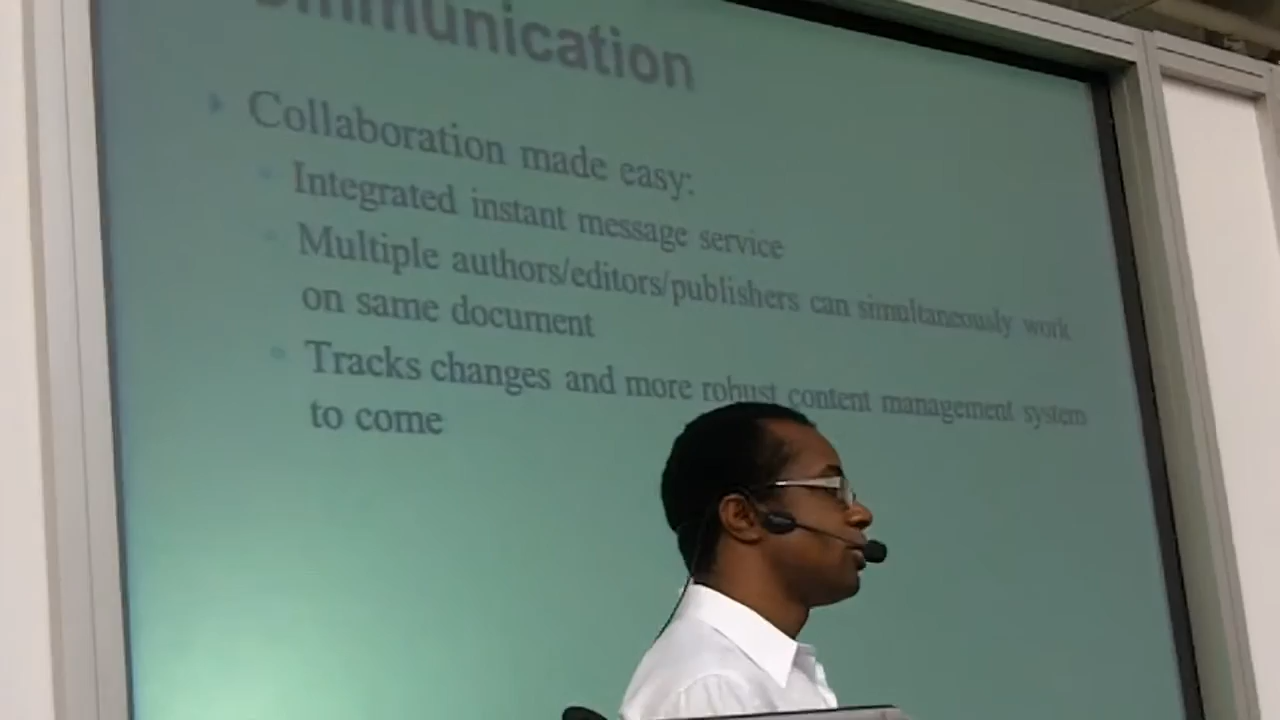 ommunication
Collaboration made easy:
Integrated instant message service
Multiple authors/editors/publishers can simultaneously work
on same document
Tracks changes and more robust content management system
to come